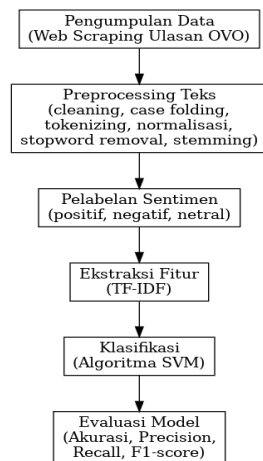 Pengumpulan Data
(Web Scraping Ulasan OVO)
Preprocessing Teks
(cleaning, case folding,
tokenizing, normalisasi,
stopword removal, stemming)
Pelabelan Sentimen
(positif, negatif, netral)
Ekstraksi Fitur
(TF-IDF)
Klasifikasi
(Algoritma SVM)
Evaluasi Model
(Akurasi, Precision,
Recall, F1-score)